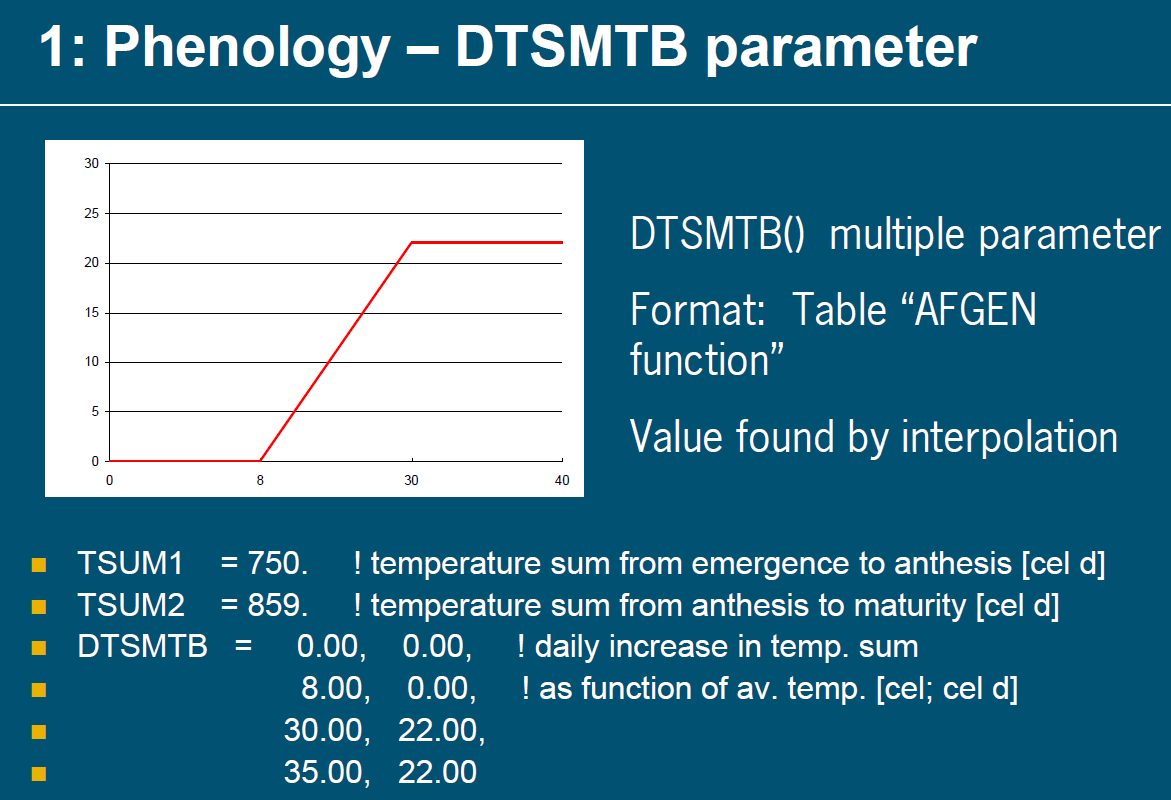 1: Phenology – DTSMTB parameter
30
25
20
15
10
5
0
0 8 30 40
DTSMTB() multiple parameter
Format: Table “AFGEN
function”
Value found by interpolation
TSUM1 = 750. ! temperature sum from emergence to anthesis [cel d]
TSUM2 = 859. ! temperature sum from anthesis to maturity [cel d]
DTSMTB = 0.00, 0.00, ! daily increase in temp. sum
8.00, 0.00, ! as function of av. temp. [cel; cel d]
30.00, 22.00,
35.00, 22.00